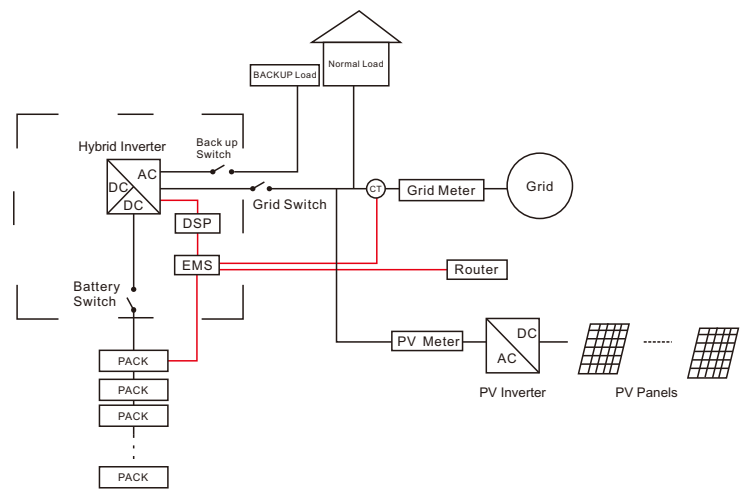 Normal Load
BACKUP Load
Hybrid Inverter
Back up
Switch
AC
DC
DC
Grid Switch
CT
Grid Meter
Grid
DSP
EMS
Router
Battery
Switch
PV Meter
DC
AC
PV Inverter
PV Panels
PACK
PACK
PACK
PACK